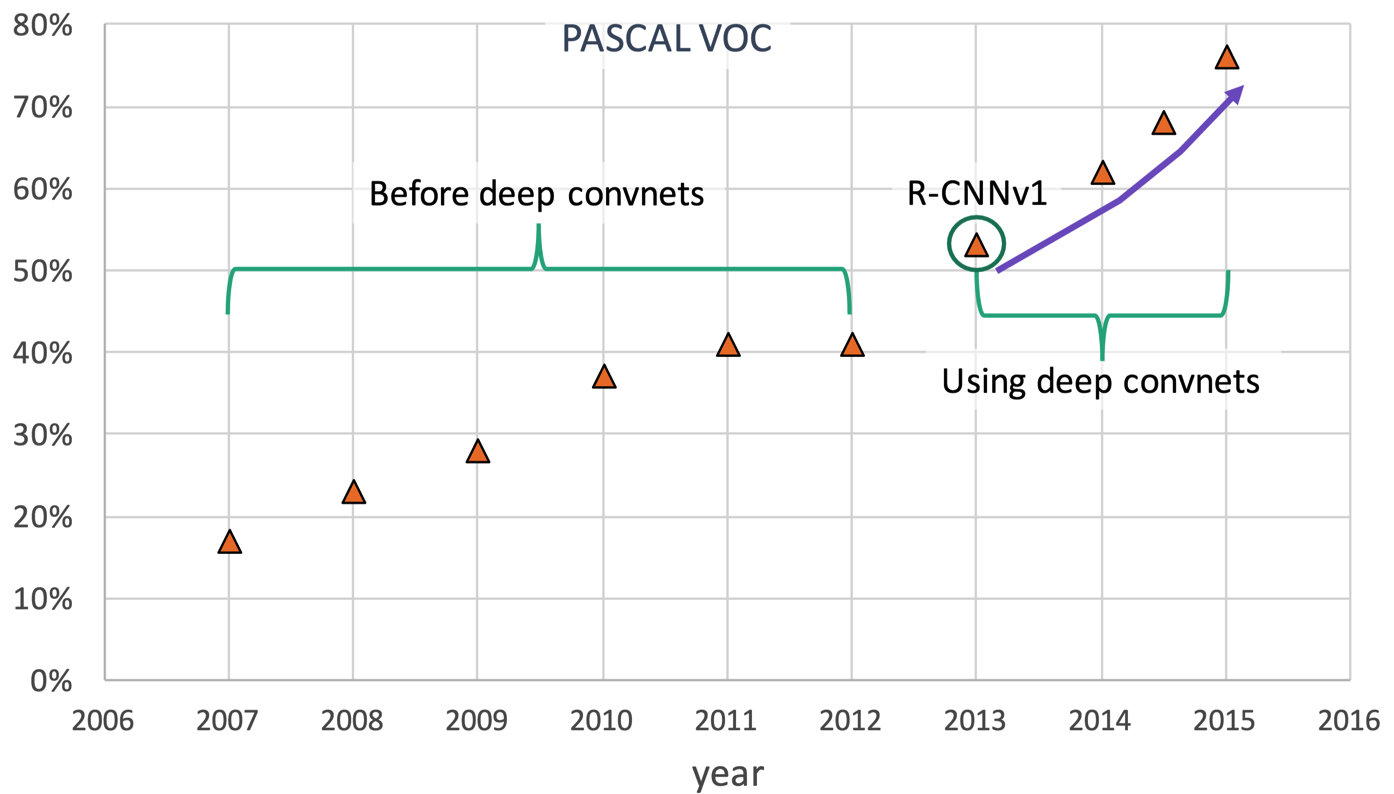 PASCAL VOC
80%
70%
60%
50%
40%
30%
20%
10%
0%
Before deep convnets
R-CNNv1
Using deep convnets
2006 2007 2008 2009 2010 2011 2012 2013 2014 2015 2016
year